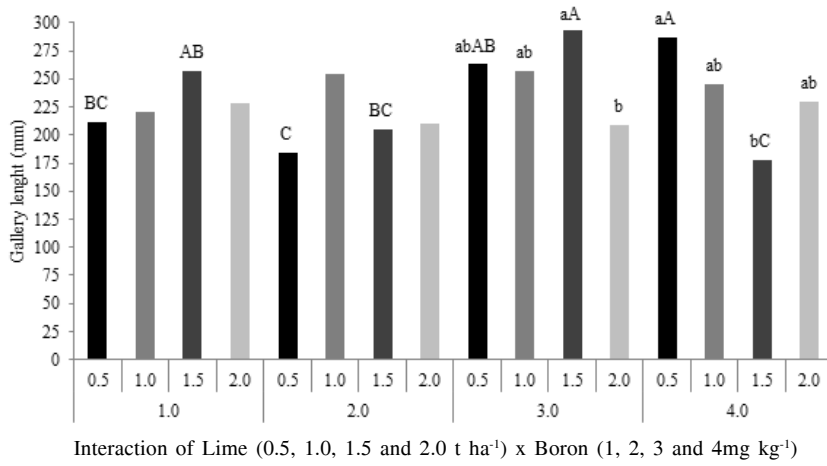 Gallery lenght (mm)
300
275
250
225
200
175
150
125
100
75
50
25
0
BC
AB
C
BC
abAB
ab
aA
b
aA
ab
bC
ab
0.5 1.0 1.5 2.0 0.5 1.0 1.5 2.0 0.5 1.0 1.5 2.0 0.5 1.0 1.5 2.0
1.0 2.0 3.0 4.0
Interaction of Lime (0.5, 1.0, 1.5 and 2.0 t ha⁻¹) x Boron (1, 2, 3 and 4mg kg⁻¹)